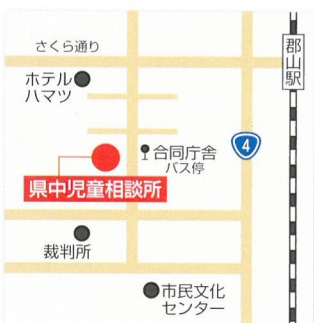 さくら通り
郡山駅
ホテル
ハマツ
合同庁舎
バス停
4
県中児童相談所
裁判所
市民文化
センター